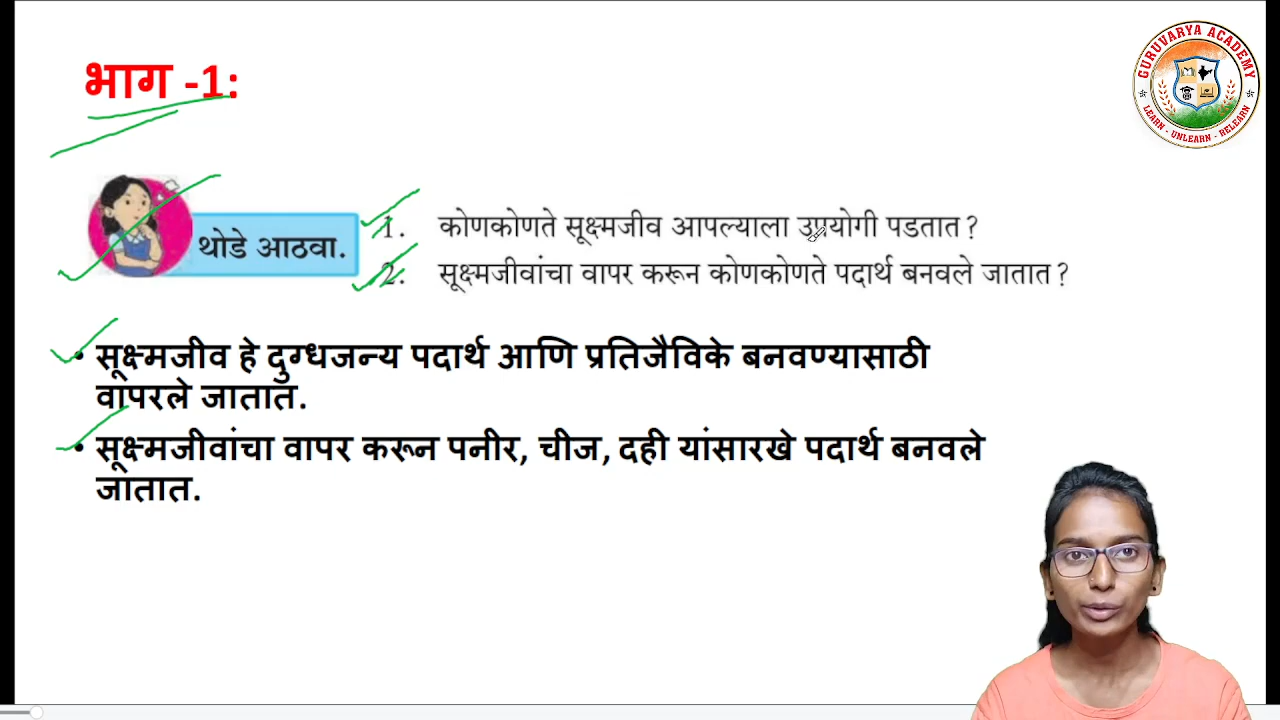 भाग -1:
GURUVARYA ACADEMY
LEARN - UNLEARN - RELEARN
थोडे आठवा.
1. कोणकोणते सूक्ष्मजीव आपल्याला उपयोगी पडतात?
2. सूक्ष्मजीवांचा वापर करून कोणकोणते पदार्थ बनवले जातात?
• सूक्ष्मजीव हे दुग्धजन्य पदार्थ आणि प्रतिजैविके बनवण्यासाठी
वापरले जातात.
• सूक्ष्मजीवांचा वापर करून पनीर, चीज, दही यांसारखे पदार्थ बनवले
जातात.